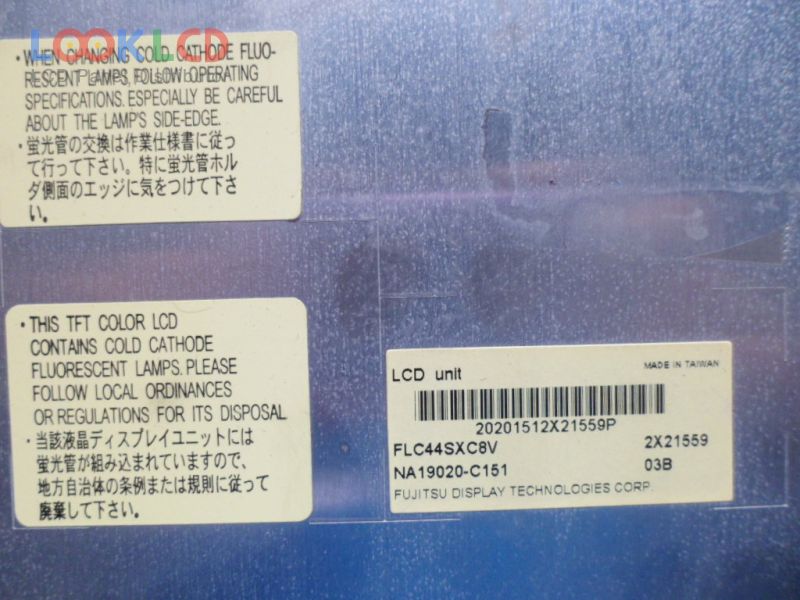 LOOKLCD
・WHEN CHANGING COLD CATHODE FLUO-
RESCENT LAMPS, FOLLOW OPERATING
SPECIFICATIONS. ESPECIALLY BE CAREFUL
ABOUT THE LAMP'S SIDE-EDGE.
・蛍光管の交換は作業仕様書に従っ
て行って下さい。特に蛍光管ホル
ダ側面のエッジに気をつけて下さ
い。
・THIS TFT COLOR LCD
CONTAINS COLD CATHODE
FLUORESCENT LAMPS. PLEASE
FOLLOW LOCAL ORDINANCES
OR REGULATIONS FOR ITS DISPOSAL
・当該液晶ディスプレイユニットには
蛍光管が組み込まれていますので、
地方自治体の条例または規則に従って
廃棄して下さい。
LCD unit
MADE IN TAIWAN
20201512X21559P
FLC44SXC8V 2X21559
NA19020-C151 03B
FUJITSU DISPLAY TECHNOLOGIES CORP.